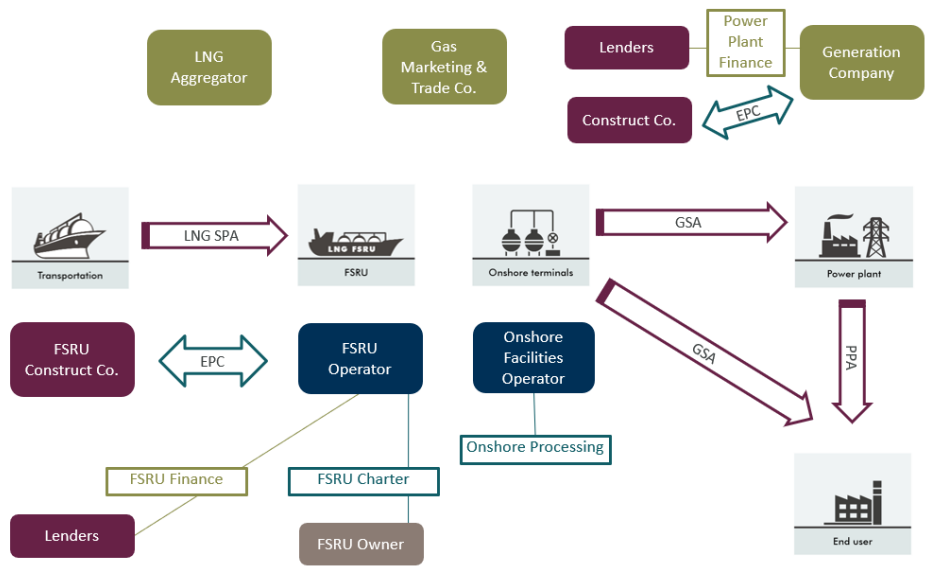 LNG
Aggregator
Gas
Marketing &
Trade Co.
Lenders
Power
Plant
Finance
Generation
Company
Construct Co.
EPC
Transportation
LNG SPA
LNG FSRU
FSRU
Onshore terminals
GSA
Power plant
FSRU
Construct Co.
EPC
FSRU
Operator
Onshore
Facilities
Operator
GSA
PPA
Onshore Processing
FSRU Finance
FSRU Charter
Lenders
FSRU Owner
End user